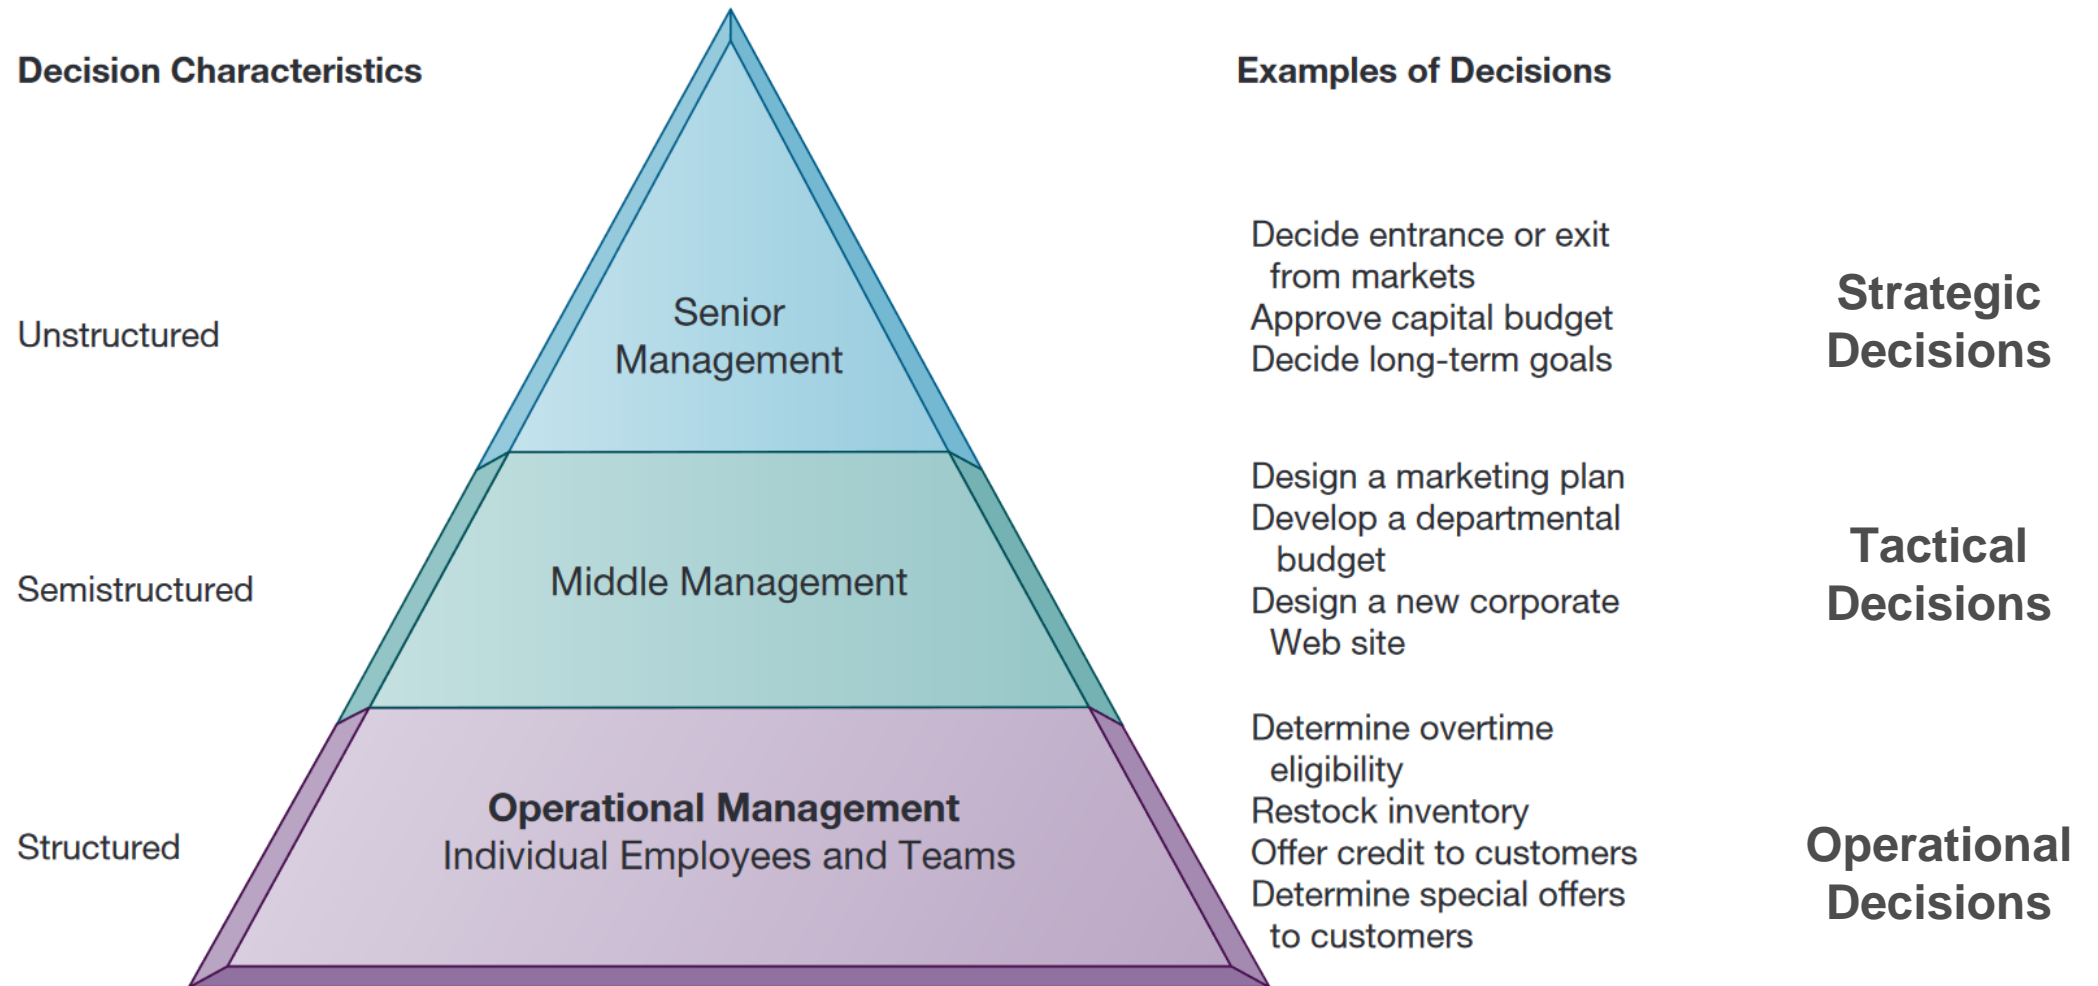 Decision Characteristics
Examples of Decisions
Unstructured
Senior
Management
Decide entrance or exit
from markets
Approve capital budget
Decide long-term goals
Strategic
Decisions
Semistructured
Middle Management
Design a marketing plan
Develop a departmental
budget
Design a new corporate
Web site
Tactical
Decisions
Structured
Operational Management
Individual Employees and Teams
Determine overtime
eligibility
Restock inventory
Offer credit to customers
Determine special offers
to customers
Operational
Decisions